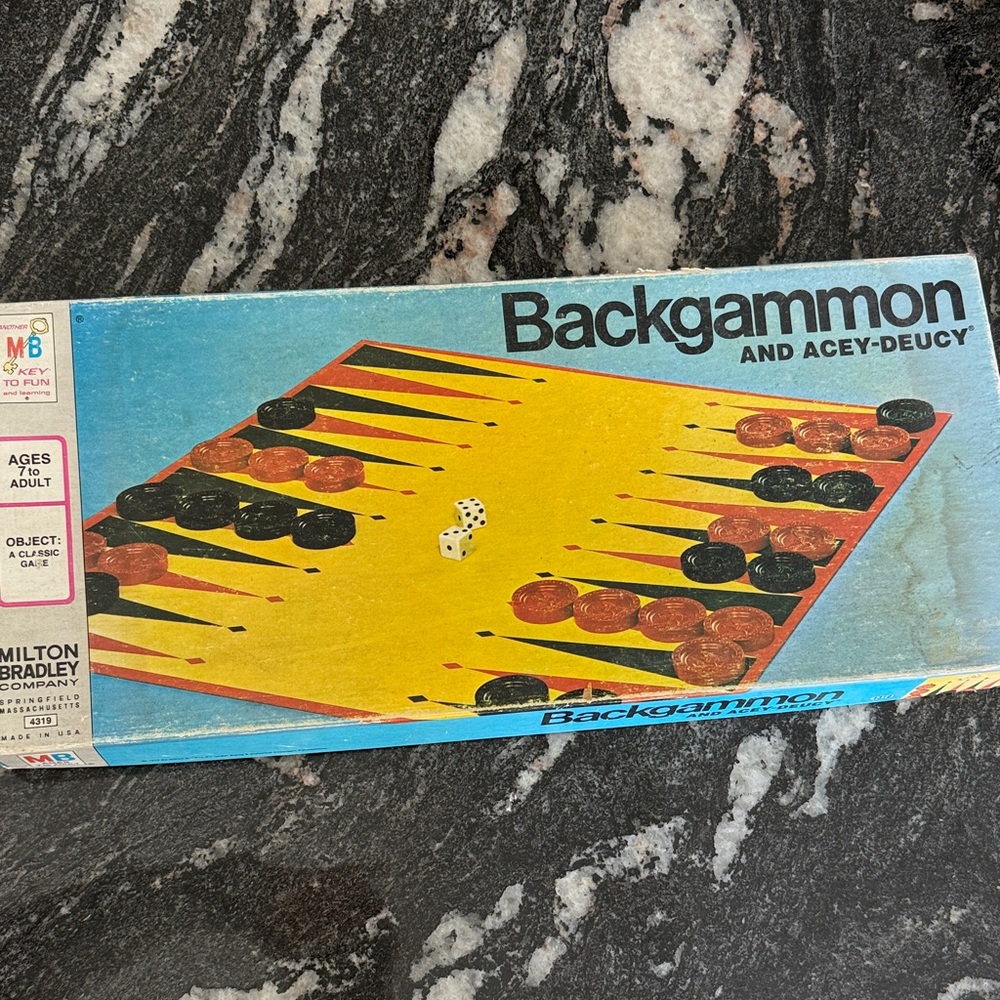 Backgammon
AND ACEY-DEUCY®
®
ANOTHER
MB
KEY
TO FUN
and learning
AGES
7 to
ADULT
OBJECT:
A CLASSIC
GAME
MILTON
BRADLEY
COMPANY
SPRINGFIELD
MASSACHUSETTS
4319
MADE IN U.S.A.
MB
Backgammon
AND ACEY-DEUCY